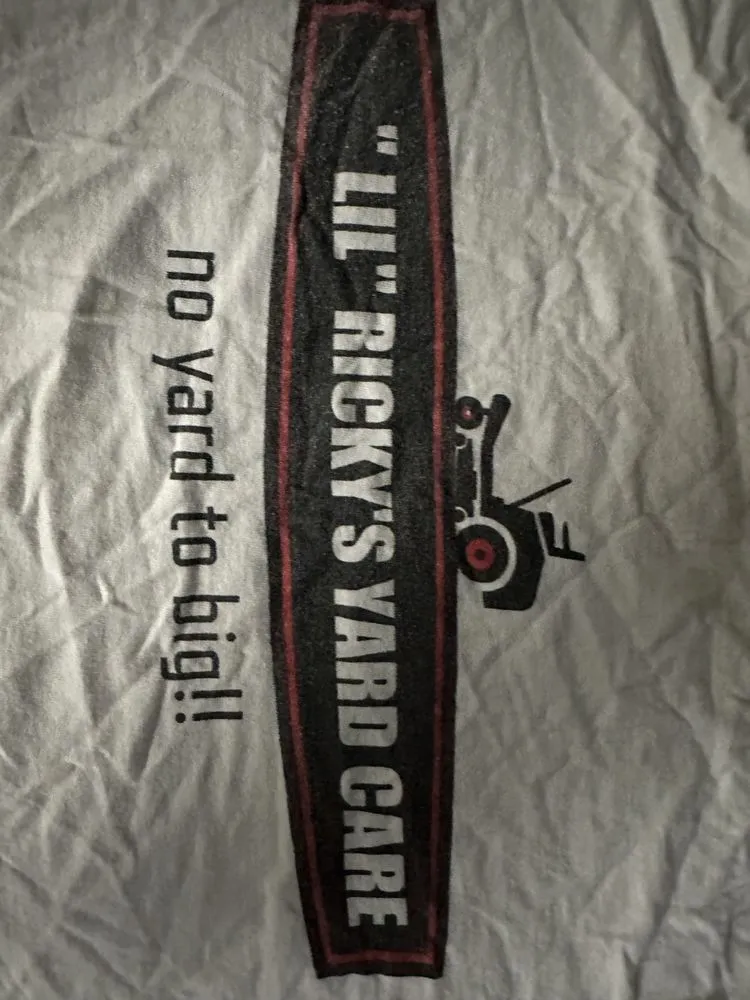 "LIL" RICKY'S YARD CARE
no yard to big!!